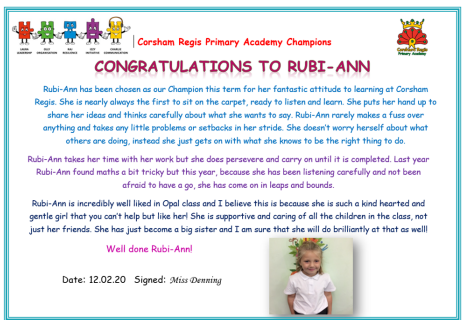 Corsham Regis Primary Academy Champions
CONGRATULATIONS TO RUBI-ANN
Rubi-Ann has been chosen as our Champion this term for her fantastic attitude to learning at Corsham
Regis. She is nearly always the first to sit on the carpet, ready to listen and learn. She puts her hand up to
share her ideas and thinks carefully about what she wants to say. Rubi-Ann rarely makes a fuss over
anything and takes any little problems or setbacks in her stride. She doesn't worry herself about what
others are doing, instead she just gets on with what she knows to be the right thing to do.
Rubi-Ann takes her time with her work but she does persevere and carry on until it is completed. Last year
Rubi-Ann found maths a bit tricky but this year, because she has been listening carefully and not been
afraid to have a go, she has come on in leaps and bounds.
Rubi-Ann is incredibly well liked in Opal class and I believe this is because she is such a kind hearted and
gentle girl that you can't help but like her! She is supportive and caring of all the children in the class, not
just her friends. She has just become a big sister and I am sure that she will do brilliantly at that as well!
Well done Rubi-Ann!
Date: 12.02.20 Signed: Miss Denning